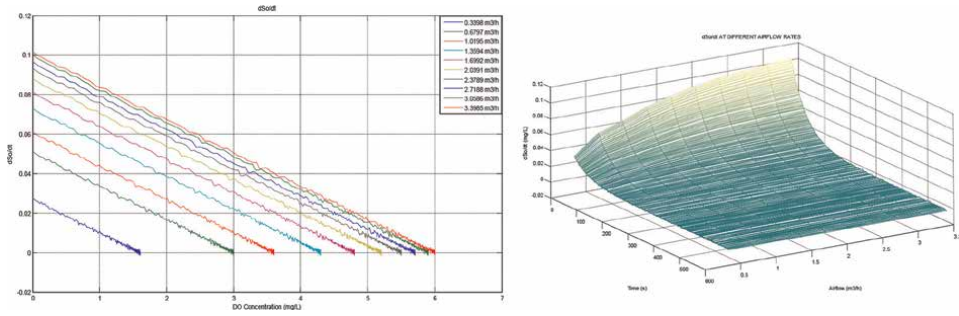 dSo/dt
0.12
0.1
0.08
0.06
0.04
0.02
0
-0.02
0
1
2
3
4
5
6
7
dSo/dt
DO Concentration (mg/L)
0.3398 m3/h
0.6797 m3/h
1.0195 m3/h
1.3594 m3/h
1.6992 m3/h
2.0391 m3/h
2.3789 m3/h
2.7188 m3/h
3.0586 m3/h
3.3985 m3/h
dSo/dt AT DIFFERENT AIRFLOW RATES
0.12
0.1
0.08
0.06
0.04
0.02
0
-0.02
dSo/dt (mg/L)
0
100
200
300
400
500
600
Time (s)
0.5
1
1.5
2
2.5
3
3.5
Airflow (m3/h)